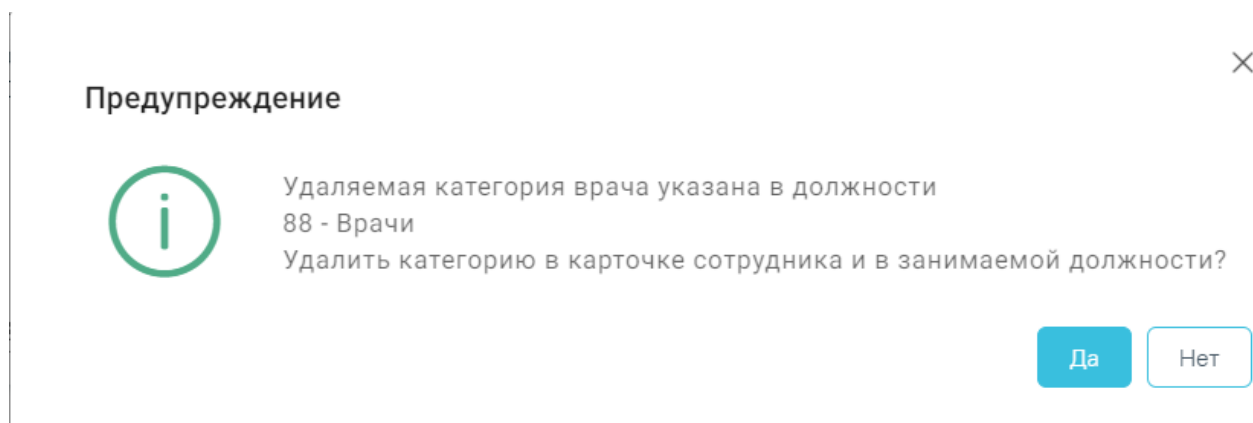 Предупреждение
Удаляемая категория врача указана в должности
88 - Врачи
Удалить категорию в карточке сотрудника и в занимаемой должности?
Да Нет